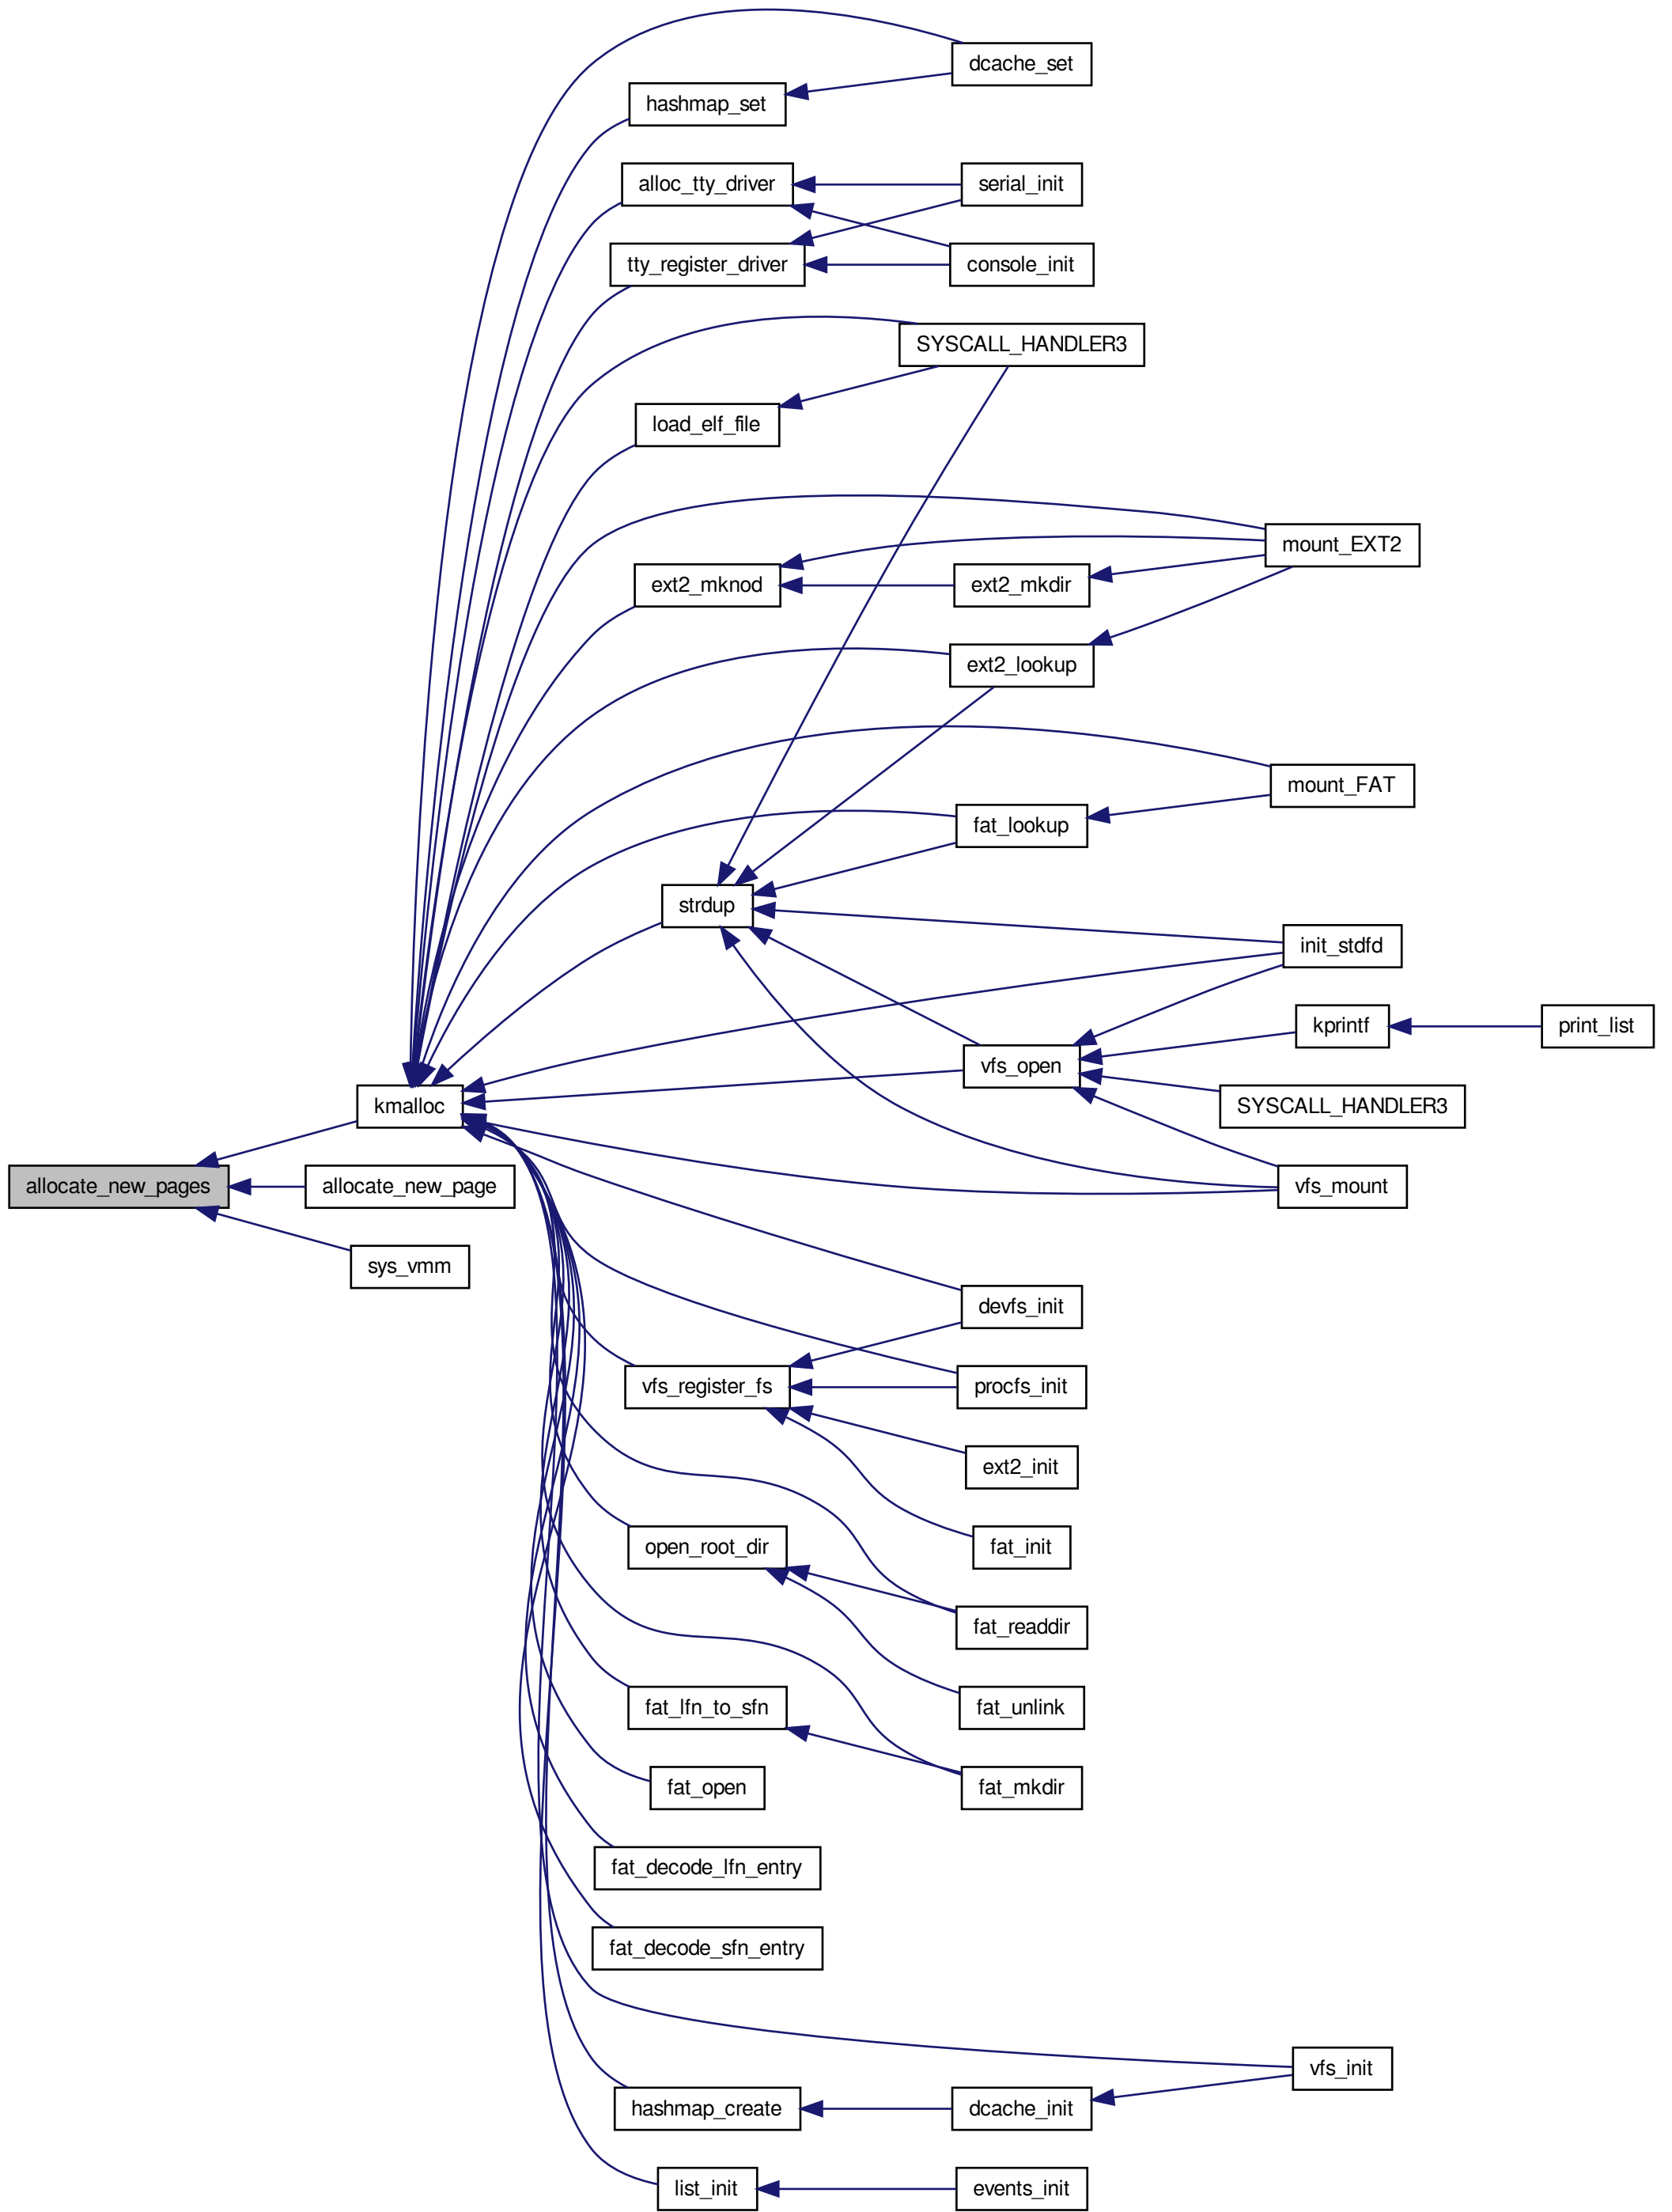 dcache_set
hashmap_set
alloc_tty_driver
serial_init
tty_register_driver
console_init
SYSCALL_HANDLER3
load_elf_file
mount_EXT2
ext2_mknod
ext2_mkdir
ext2_lookup
mount_FAT
fat_lookup
strdup
init_stdfd
kprintf
print_list
vfs_open
kmalloc
SYSCALL_HANDLER3
allocate_new_pages
allocate_new_page
vfs_mount
sys_vmm
devfs_init
vfs_register_fs
procfs_init
ext2_init
open_root_dir
fat_init
fat_readdir
fat_lfn_to_sfn
fat_unlink
fat_open
fat_mkdir
fat_decode_lfn_entry
fat_decode_sfn_entry
vfs_init
hashmap_create
dcache_init
list_init
events_init